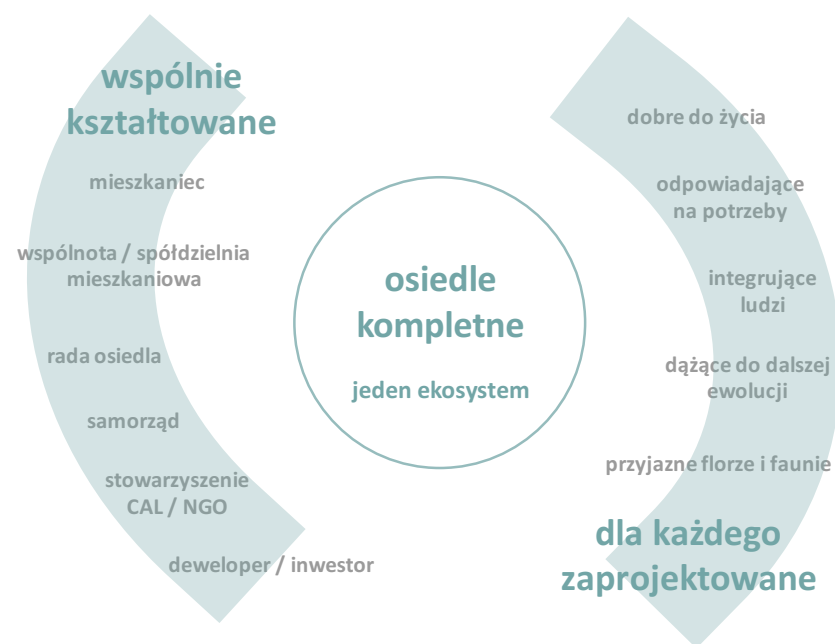 wspólnie
kształtowane
mieszkaniec
wspólnota / spółdzielnia
mieszkaniowa
rada osiedla
samorząd
stowarzyszenie
CAL / NGO
deweloper / inwestor
osiedle
kompletne
jeden ekosystem
dobre do życia
odpowiadające
na potrzeby
integrujące
ludzi
dążące do dalszej
ewolucji
przyjazne florze i faunie
dla każdego
zaprojektowane